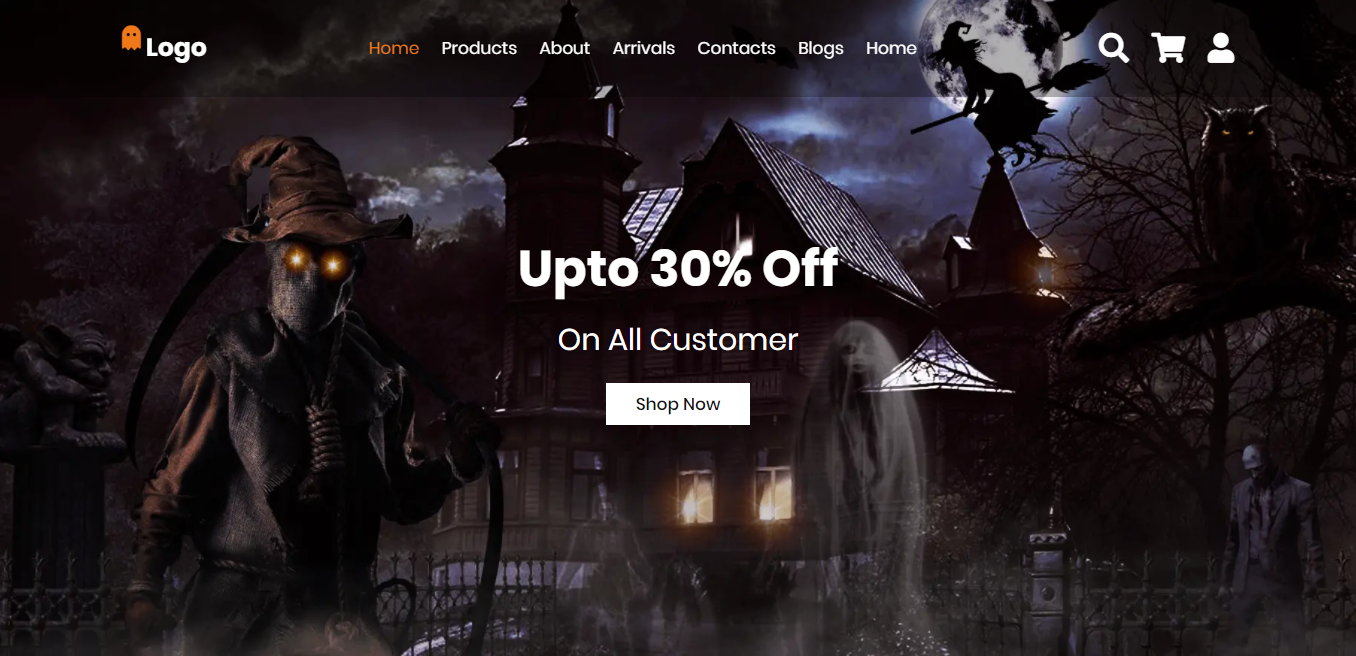 Logo
Home Products About Arrivals Contacts Blogs Home
Upto 30% Off
On All Customer
Shop Now